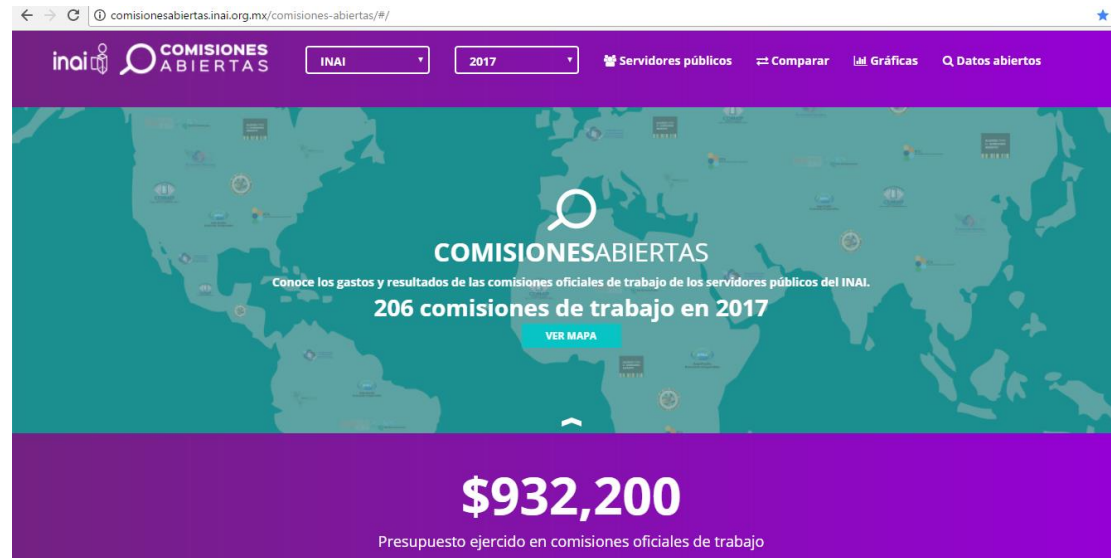 comisionesabiertas.inai.org.mx/comisiones-abiertas/#/
inai COMISIONES ABIERTAS INAI 2017 Servidores públicos Comparar Gráficas Datos abiertos
COMISIONESABIERTAS
Conoce los gastos y resultados de las comisiones oficiales de trabajo de los servidores públicos del INAI.
206 comisiones de trabajo en 2017
VER MAPA
$932,200
Presupuesto ejercido en comisiones oficiales de trabajo